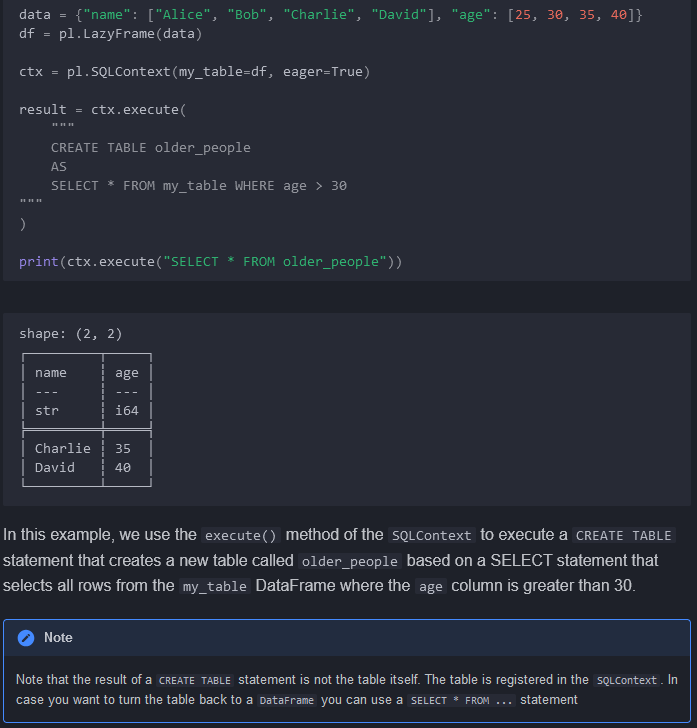 data = {"name": ["Alice", "Bob", "Charlie", "David"], "age": [25, 30, 35, 40]}
df = pl.LazyFrame(data)
ctx = pl.SQLContext(my_table=df, eager=True)
result = ctx.execute(
"""
CREATE TABLE older_people
AS
SELECT * FROM my_table WHERE age > 30
"""
)
print(ctx.execute("SELECT * FROM older_people"))
shape: (2, 2)
name age
--- ---
str i64
Charlie 35
David 40
In this example, we use the execute() method of the SQLContext to execute a CREATE TABLE
statement that creates a new table called older_people based on a SELECT statement that
selects all rows from the my_table DataFrame where the age column is greater than 30.
Note
Note that the result of a CREATE TABLE statement is not the table itself. The table is registered in the SQLContext. In
case you want to turn the table back to a DataFrame you can use a SELECT * FROM ... statement